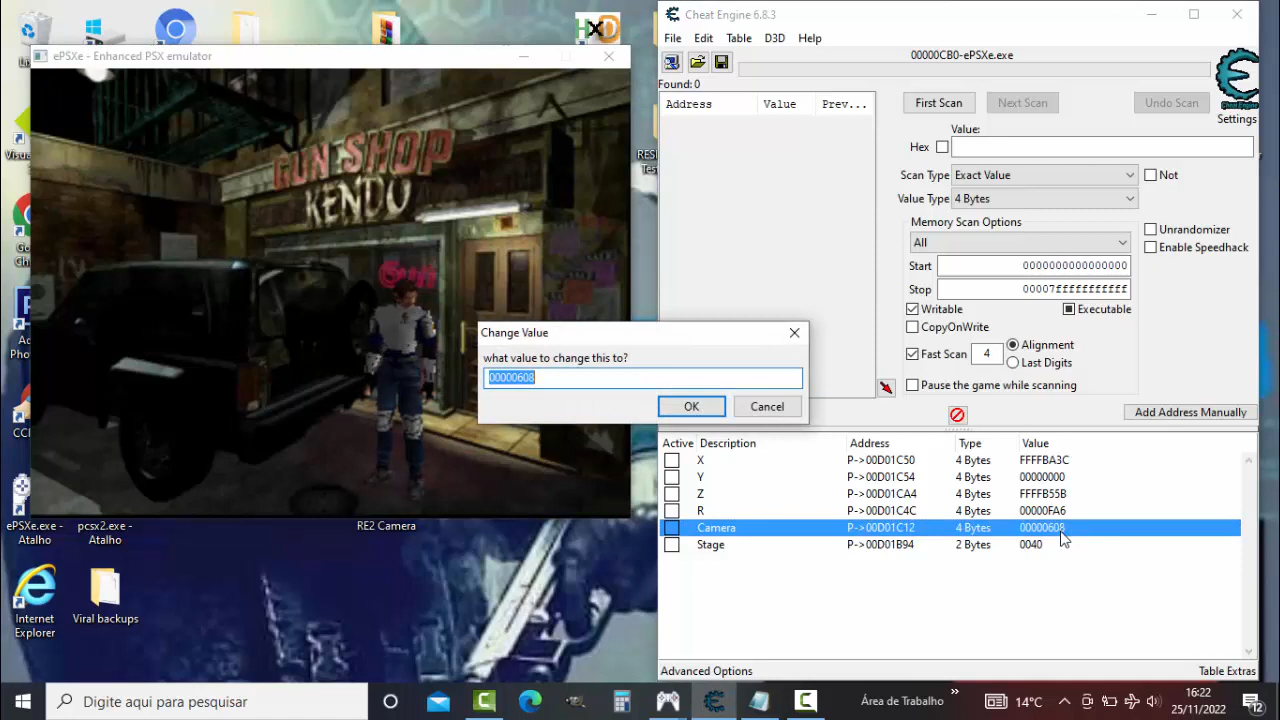 Cheat Engine 6.8.3
HxD
ePSXe - Enhanced PSX emulator
File Edit Table D3D Help
00000CB0-ePSXe.exe
Found: 0
Address Value Prev...
First Scan Next Scan Undo Scan
Cheat Engine
Settings
Value:
Hex
Scan Type Exact Value Not
Value Type 4 Bytes
Memory Scan Options
All
Unrandomizer
Enable Speedhack
Start 0000000000000000
Stop 00007fffffffffff
Writable Executable
CopyOnWrite
Fast Scan 4 Alignment
Last Digits
Pause the game while scanning
Add Address Manually
GUN SHOP
KENDO
Change Value
what value to change this to?
00000608
OK Cancel
Active Description Address Type Value
X P->00D01C50 4 Bytes FFFFBA3C
Y P->00D01C54 4 Bytes 00000000
Z P->00D01CA4 4 Bytes FFFFB55B
R P->00D01C4C 4 Bytes 00000FA6
Camera P->00D01C12 4 Bytes 00000608
Stage P->00D01B94 2 Bytes 0040
ePSXe.exe - Atalho
pcsx2.exe - Atalho
RE2 Camera
Internet Explorer
Viral backups
Advanced Options Table Extras
Digite aqui para pesquisar
Área de Trabalho
14°C
16:22
25/11/2022
12